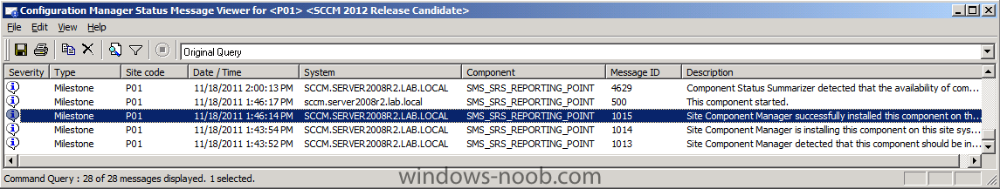 Configuration Manager Status Message Viewer for <P01> <SCCM 2012 Release Candidate>
File Edit View Help
Original Query
Severity Type Site code Date / Time System Component Message ID Description
Milestone P01 11/18/2011 2:00:13 PM SCCM.SERVER2008R2.LAB.LOCAL SMS_SRS_REPORTING_POINT 4629 Component Status Summarizer detected that the availability of com...
Milestone P01 11/18/2011 1:46:17 PM sccm.server2008r2.lab.local SMS_SRS_REPORTING_POINT 500 This component started.
Milestone P01 11/18/2011 1:46:14 PM SCCM.SERVER2008R2.LAB.LOCAL SMS_SRS_REPORTING_POINT 1015 Site Component Manager successfully installed this component on th...
Milestone P01 11/18/2011 1:43:54 PM SCCM.SERVER2008R2.LAB.LOCAL SMS_SRS_REPORTING_POINT 1014 Site Component Manager is installing this component on this site sys...
Milestone P01 11/18/2011 1:43:52 PM SCCM.SERVER2008R2.LAB.LOCAL SMS_SRS_REPORTING_POINT 1013 Site Component Manager detected that this component should be in...
Command Query : 28 of 28 messages displayed. 1 selected.
windows-noob.com